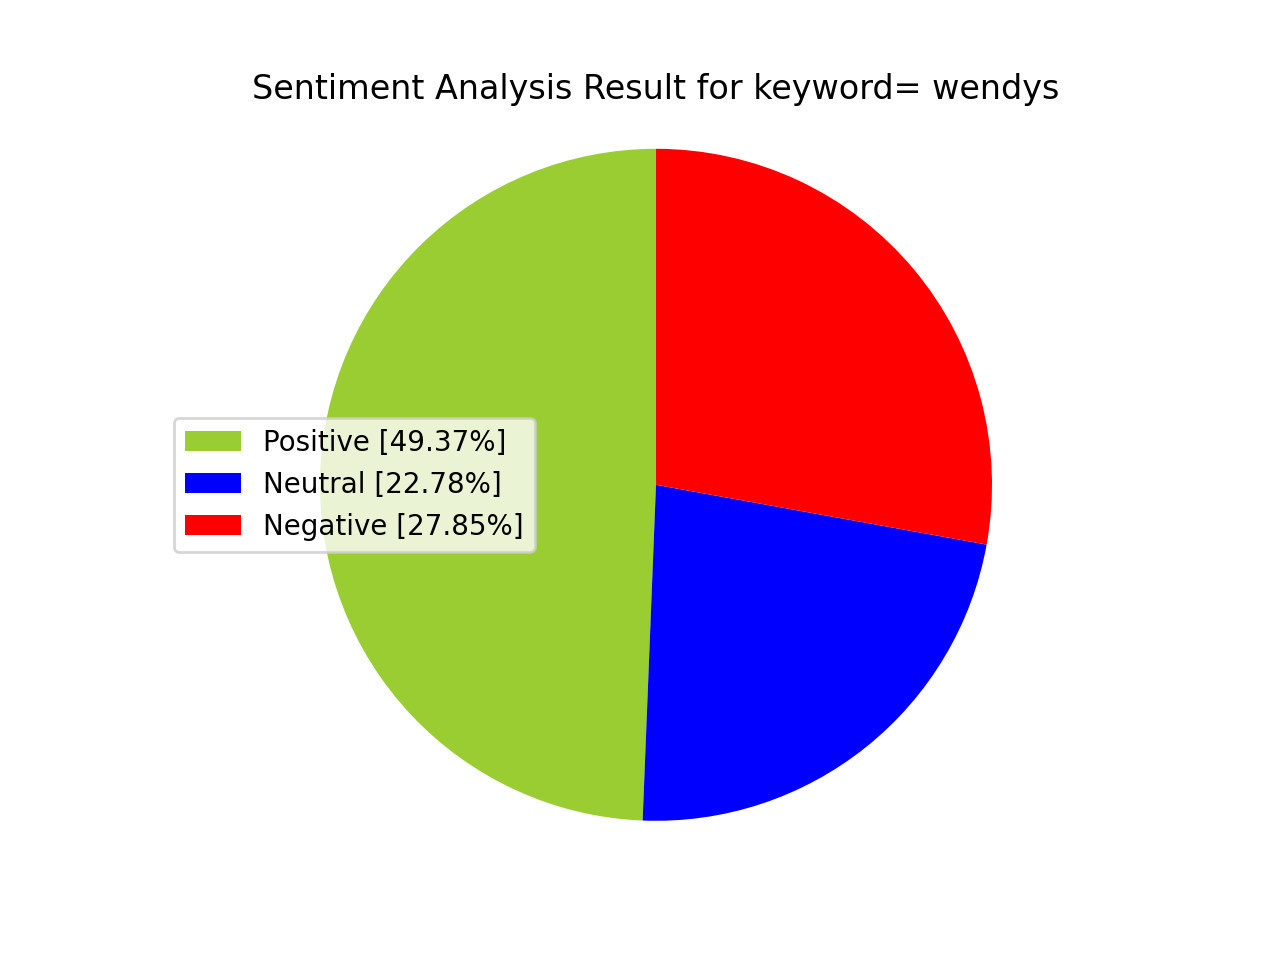 Sentiment Analysis Result for keyword= wendys
Positive [49.37%]
Neutral [22.78%]
Negative [27.85%]